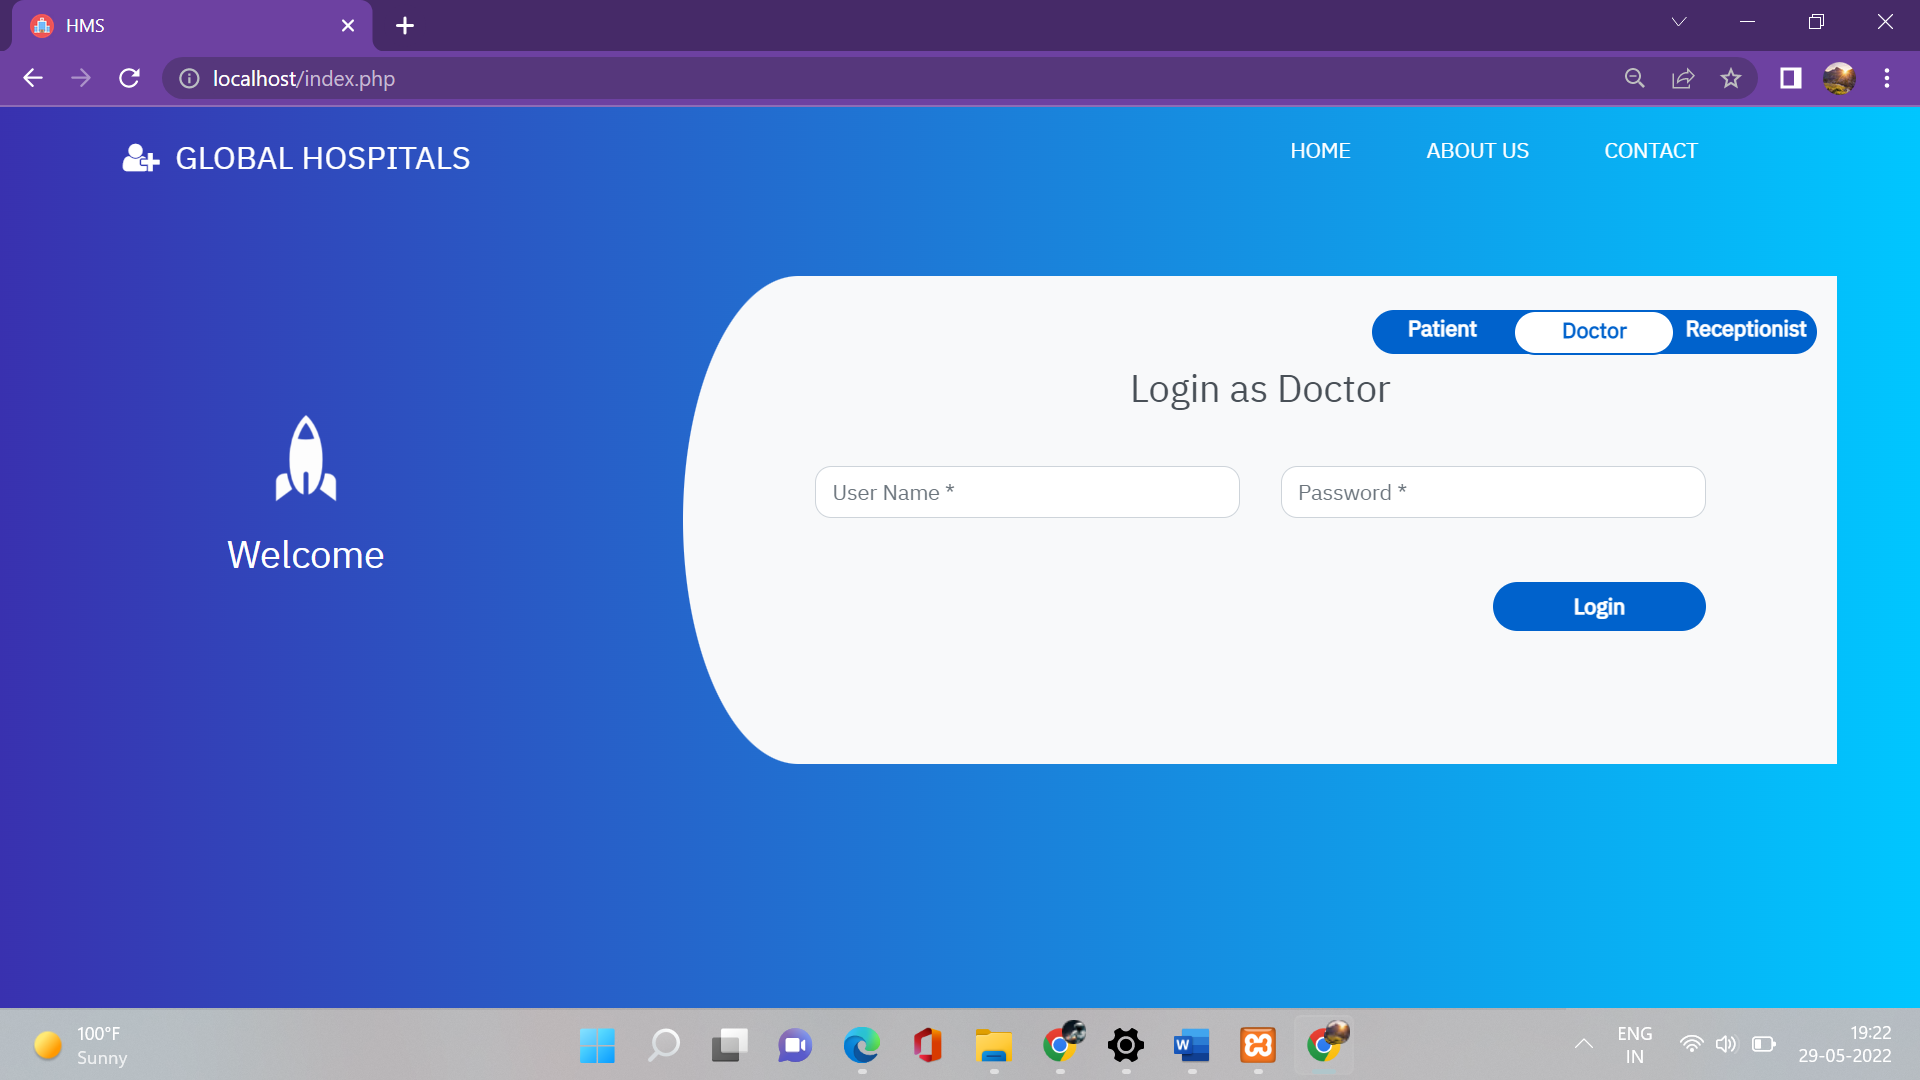 HMS
localhost/index.php
GLOBAL HOSPITALS
HOME
ABOUT US
CONTACT
Patient
Doctor
Receptionist
Login as Doctor
User Name *
Password *
Welcome
Login
100°F
Sunny
ENG
IN
19:22
29-05-2022